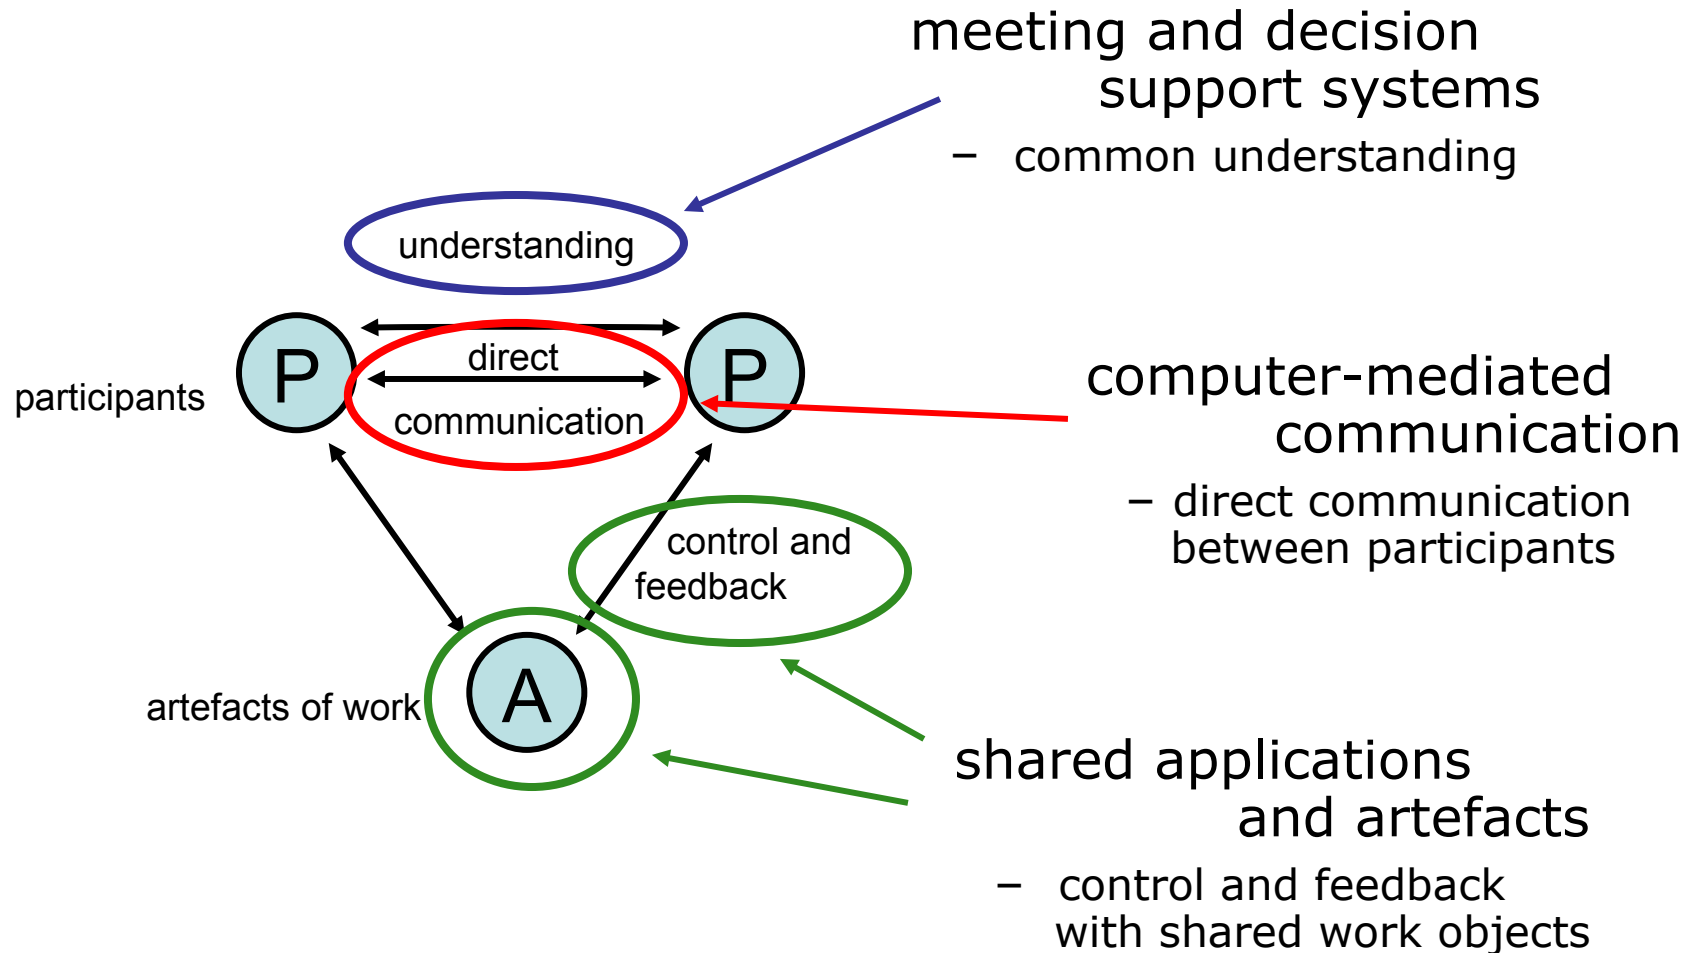 meeting and decision
support systems
– common understanding
understanding
P
P
direct
communication
participants
computer-mediated
communication
– direct communication
between participants
control and
feedback
A
artefacts of work
shared applications
and artefacts
– control and feedback
with shared work objects